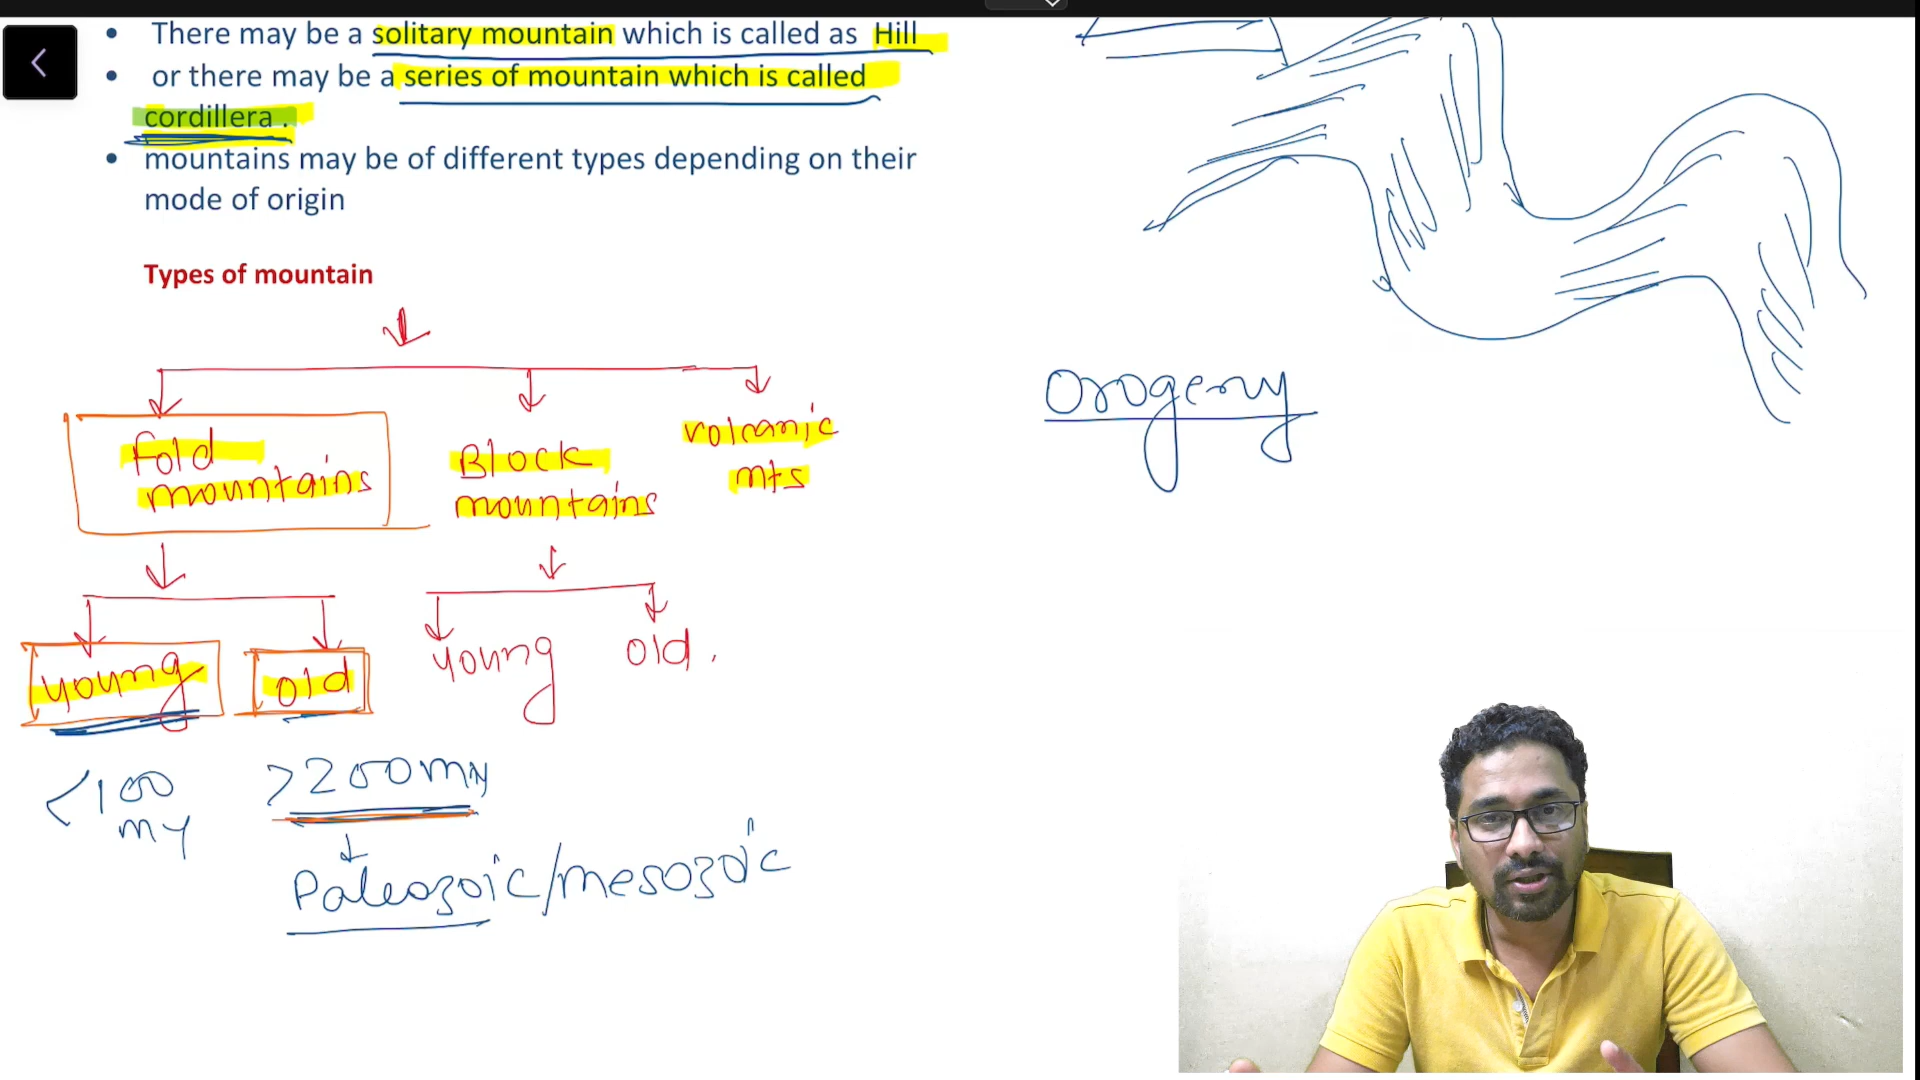 There may be a solitary mountain which is called as Hill
or there may be a series of mountain which is called
cordillera .
mountains may be of different types depending on their
mode of origin
Types of mountain
Fold
mountains
Block
mountains
volcanic
mts
young
old
young
old.
<100
my
>200my
Paleozoic/mesozoic
Orogeny